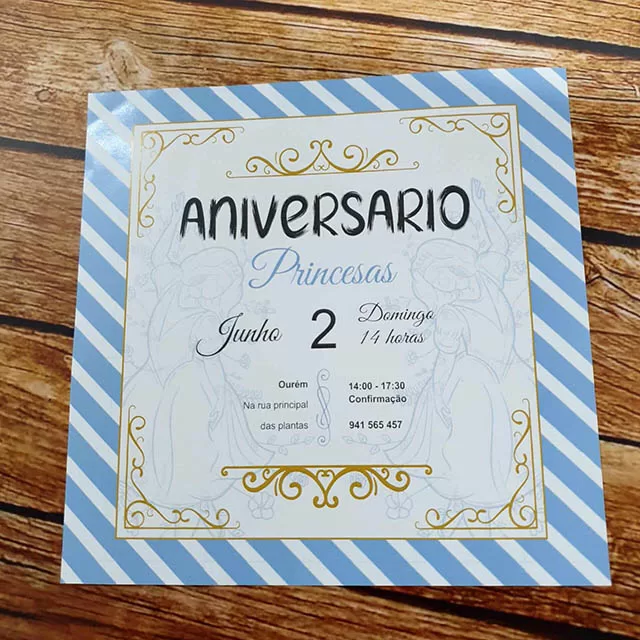 ANIVERSARIO
Princesas
Junho 2 Domingo
14 horas
Ourém
Na rua principal
das plantas
14:00 - 17:30
Confirmação
941 565 457